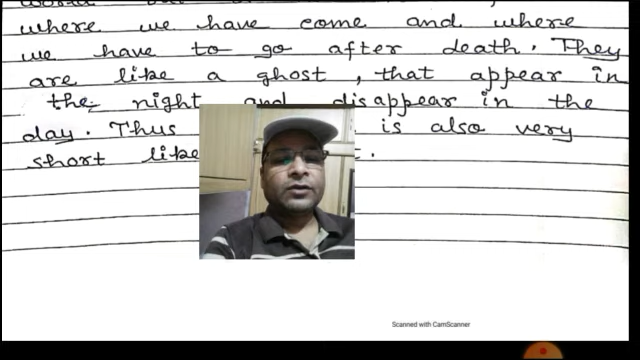 where we have come and where
we have to go after death. They
are like a ghost, that appear in
the night and disappear in the
day. Thus is also very
short like
Scanned with CamScanner